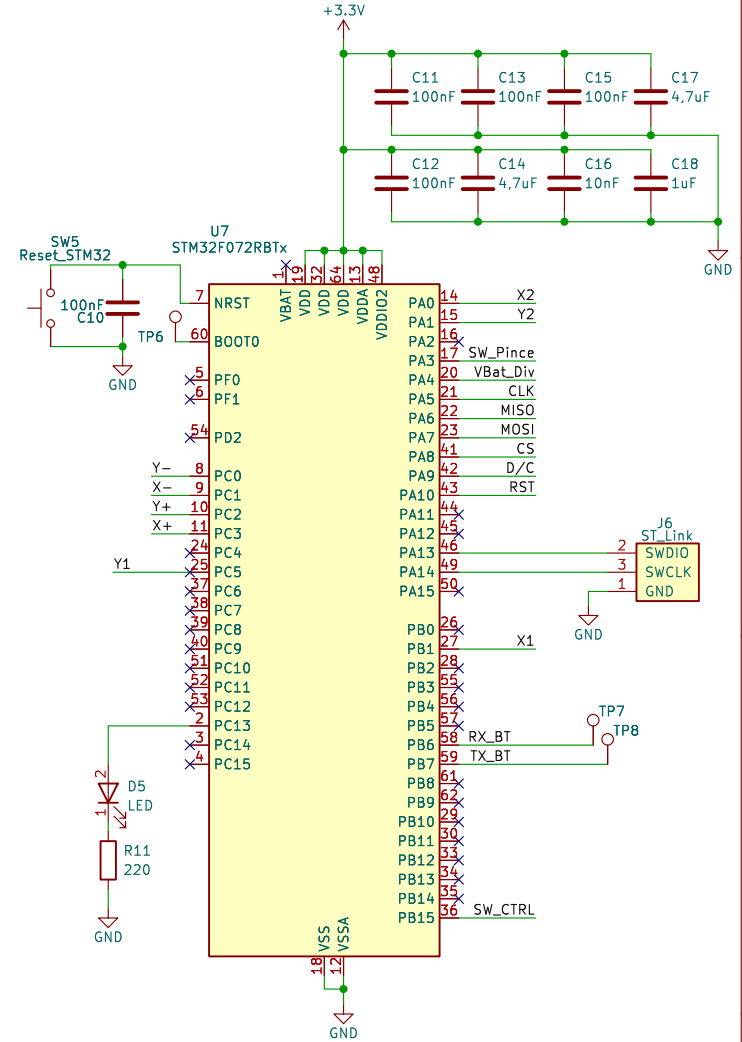 +3.3V
C11
100nF
C13
100nF
C15
100nF
C17
4,7uF
C12
100nF
C14
4,7uF
C16
10nF
C18
1uF
GND
SW5
Reset_STM32
100nF
C10
GND
TP6
U7
STM32F072RBTx
1 VBAT
19 VDD
32 VDD
64 VDD
13 VDDA
48 VDDIO2
7 NRST
60 BOOT0
5 PF0
6 PF1
54 PD2
Y- 8 PC0
X- 9 PC1
Y+ 10 PC2
X+ 11 PC3
24 PC4
Y1 25 PC5
37 PC6
38 PC7
39 PC8
40 PC9
51 PC10
52 PC11
53 PC12
2 PC13
3 PC14
4 PC15
PA0 14 X2
PA1 15 Y2
PA2 16
PA3 17 SW_Pince
PA4 20 VBat_Div
PA5 21 CLK
PA6 22 MISO
PA7 23 MOSI
PA8 41 CS
PA9 42 D/C
PA10 43 RST
PA11 44
PA12 45
PA13 46
PA14 49
PA15 50
PB0 26
PB1 27 X1
PB2 28
PB3 55
PB4 56
PB5 57
PB6 58 RX_BT
PB7 59 TX_BT
PB8 61
PB9 62
PB10 29
PB11 30
PB12 33
PB13 34
PB14 35
PB15 36 SW_CTRL
18 VSS
12 VSSA
GND
J6
ST_Link
2 SWDIO
3 SWCLK
1 GND
GND
TP7
TP8
2
D5
LED
1
R11
220
GND